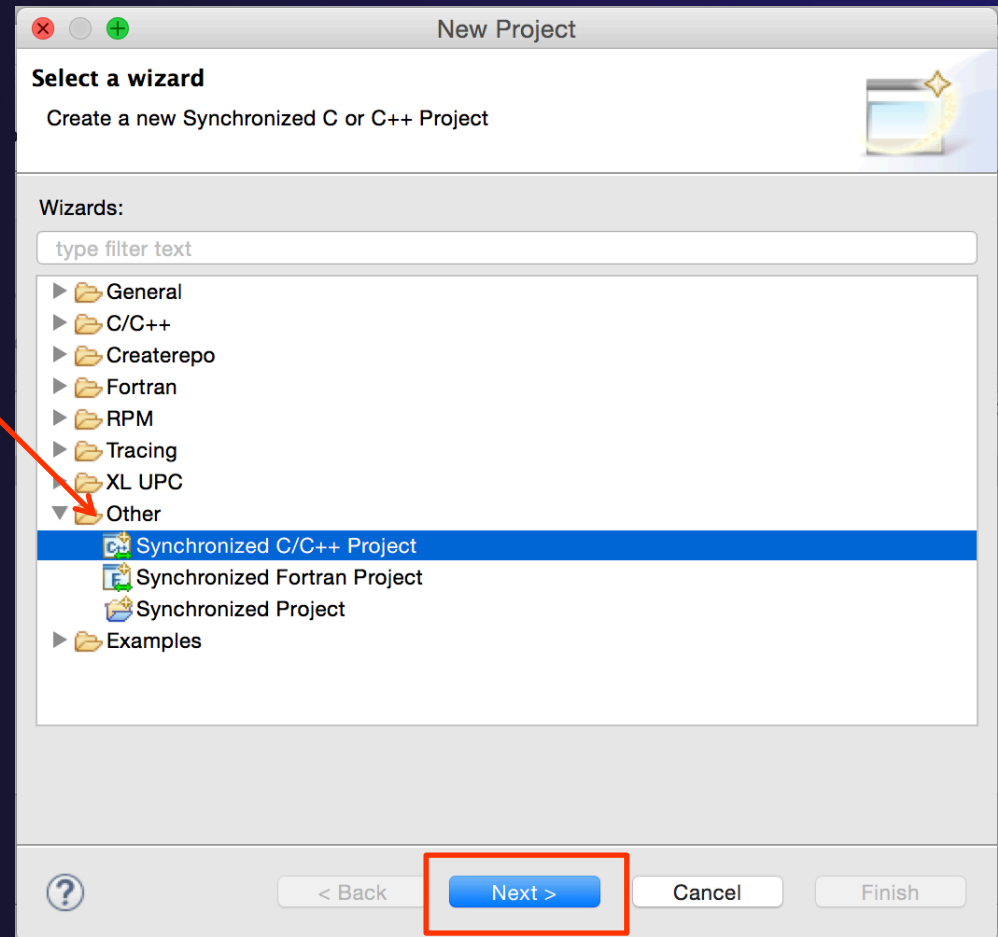 New Project
Select a wizard
Create a new Synchronized C or C++ Project
Wizards:
type filter text
General
C/C++
Createrepo
Fortran
RPM
Tracing
XL UPC
Other
Synchronized C/C++ Project
Synchronized Fortran Project
Synchronized Project
Examples
? < Back Next > Cancel Finish